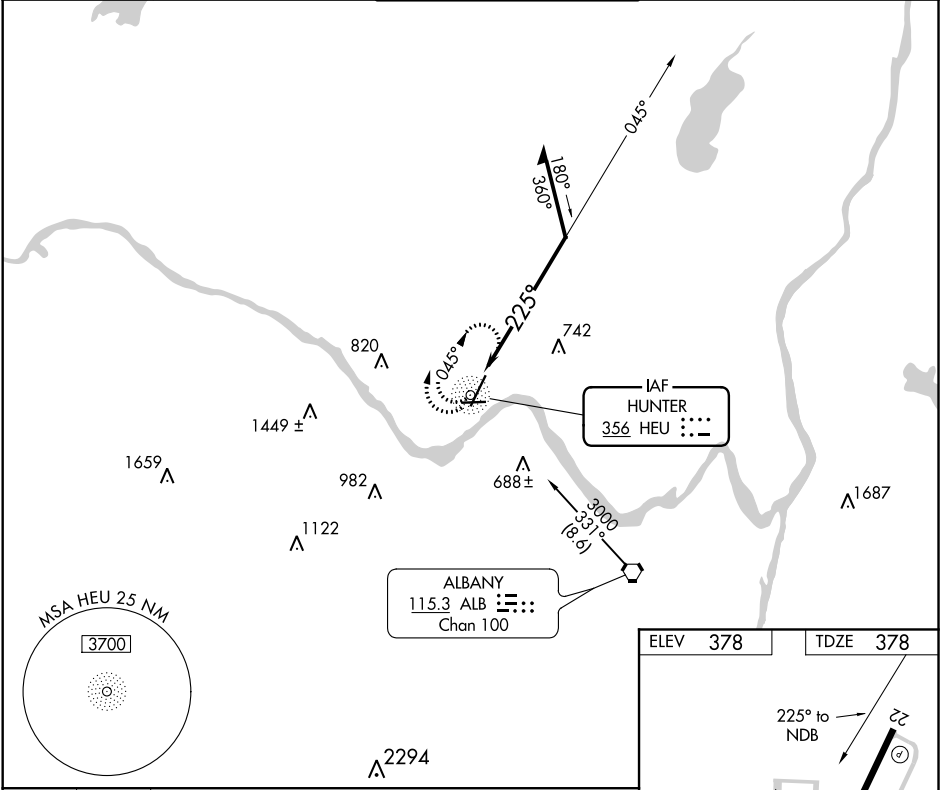 045°
180°
360°
225°
742
820
045°
IAF
HUNTER
356 HEU
1449 ±
1659
982
688 ±
1687
1122
3000
331°
(8.6)
ALBANY
115.3 ALB
Chan 100
MSA HEU 25 NM
3700
2294
ELEV 378
TDZE 378
225° to
NDB
22
P